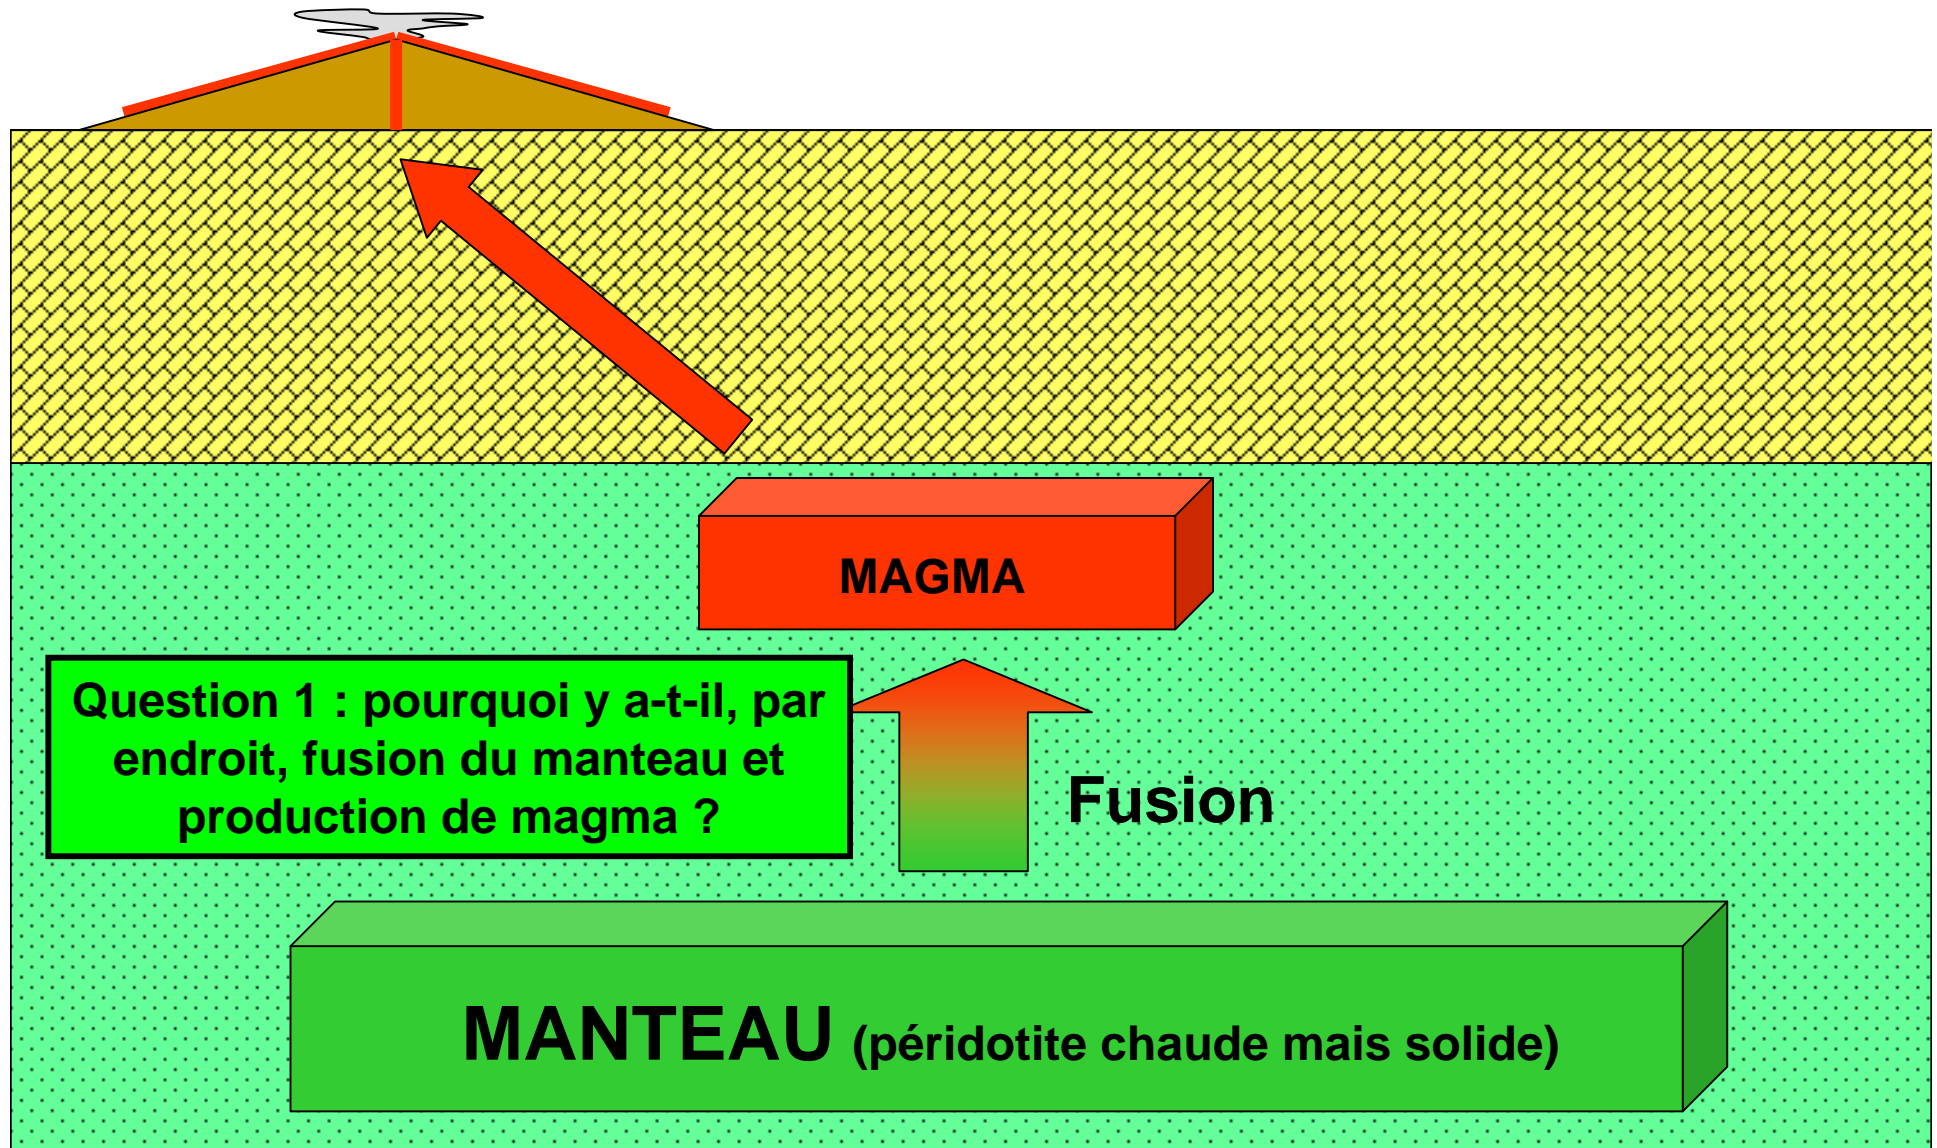 MAGMA
Question 1 : pourquoi y a-t-il, par
endroit, fusion du manteau et
production de magma ?
Fusion
MANTEAU (péridotite chaude mais solide)